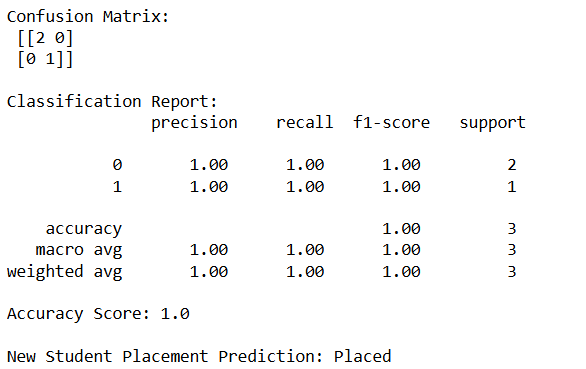 Confusion Matrix:
[[2 0]
[0 1]]
Classification Report:
precision recall f1-score support
0 1.00 1.00 1.00 2
1 1.00 1.00 1.00 1
accuracy 1.00 3
macro avg 1.00 1.00 1.00 3
weighted avg 1.00 1.00 1.00 3
Accuracy Score: 1.0
New Student Placement Prediction: Placed